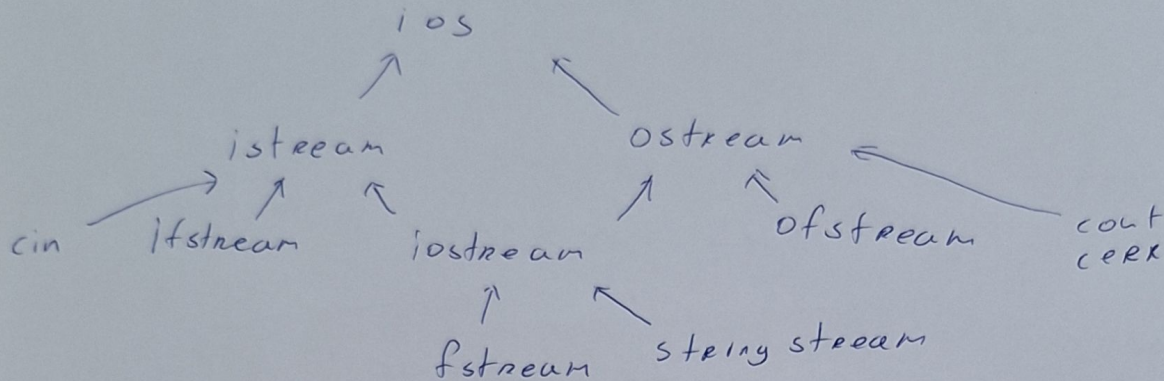 ios
istream
ostream
cin
ifstream
iostream
ofstream
cout
cerr
fstream
string stream